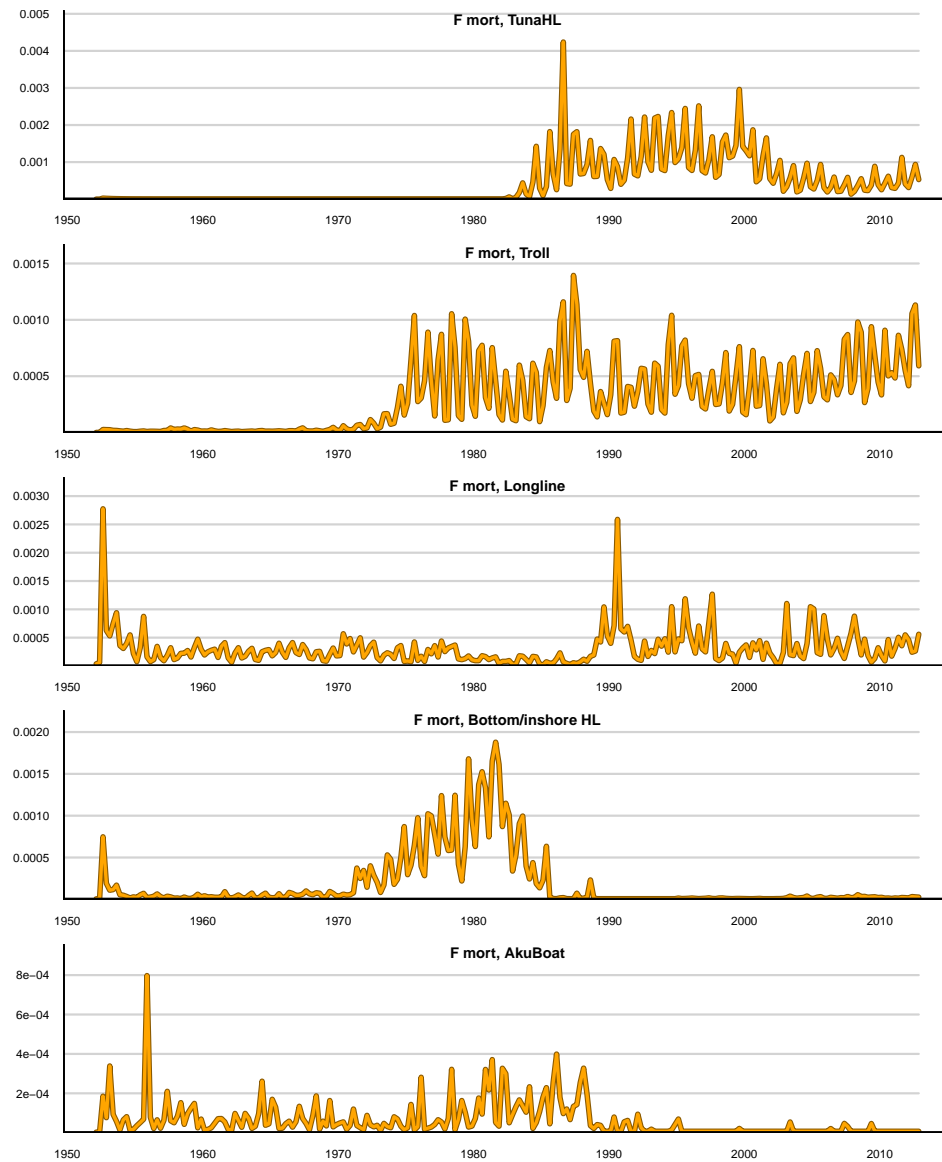 F mort, TunaHL
0.005
0.004
0.003
0.002
0.001
1950 1960 1970 1980 1990 2000 2010
F mort, Troll
0.0015
0.0010
0.0005
1950 1960 1970 1980 1990 2000 2010
F mort, Longline
0.0030
0.0025
0.0020
0.0015
0.0010
0.0005
1950 1960 1970 1980 1990 2000 2010
F mort, Bottom/inshore HL
0.0020
0.0015
0.0010
0.0005
1950 1960 1970 1980 1990 2000 2010
F mort, AkuBoat
8e−04
6e−04
4e−04
2e−04
1950 1960 1970 1980 1990 2000 2010